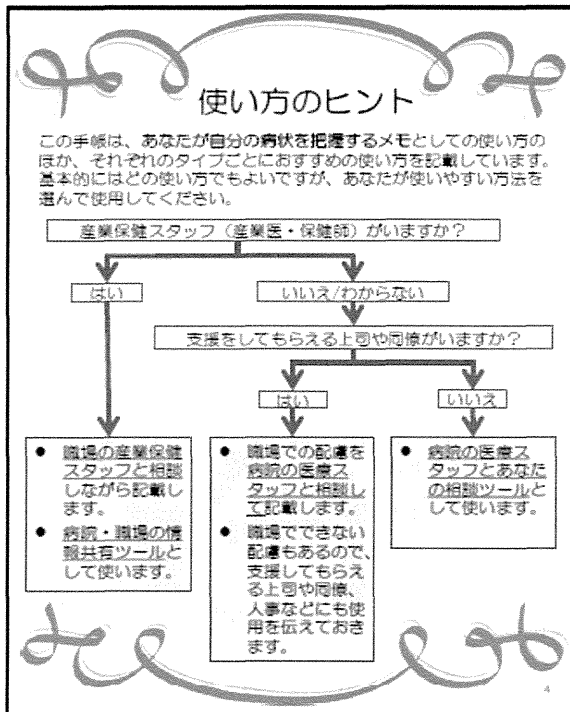 使い方のヒント
この手帳は、あなたが自分の病状を把握するメモとしての使い方の
ほか、それぞれのタイプごとにおすすめの使い方を記載しています。
基本的にはどの使い方でもよいですが、あなたが使いやすい方法を
選んで使用してください。
産業保健スタッフ（産業医・保健師）がいますか？
はい
いいえ/わからない
支援をしてもらえる上司や同僚がいますか？
はい
いいえ
● 職場の産業保健
スタッフと相談
しながら記載し
ます。
● 病院・職場の情
報共有ツールと
して使います。
● 職場での配慮を
病院の医療ス
タッフと相談し
て記載します。
● 職場でできない
配慮もあるので、
支援してもらえ
る上司や同僚、
人事などにも使
用を伝えておき
ます。
● 病院の医療ス
タッフとあなた
の相談ツールと
して使います。
4